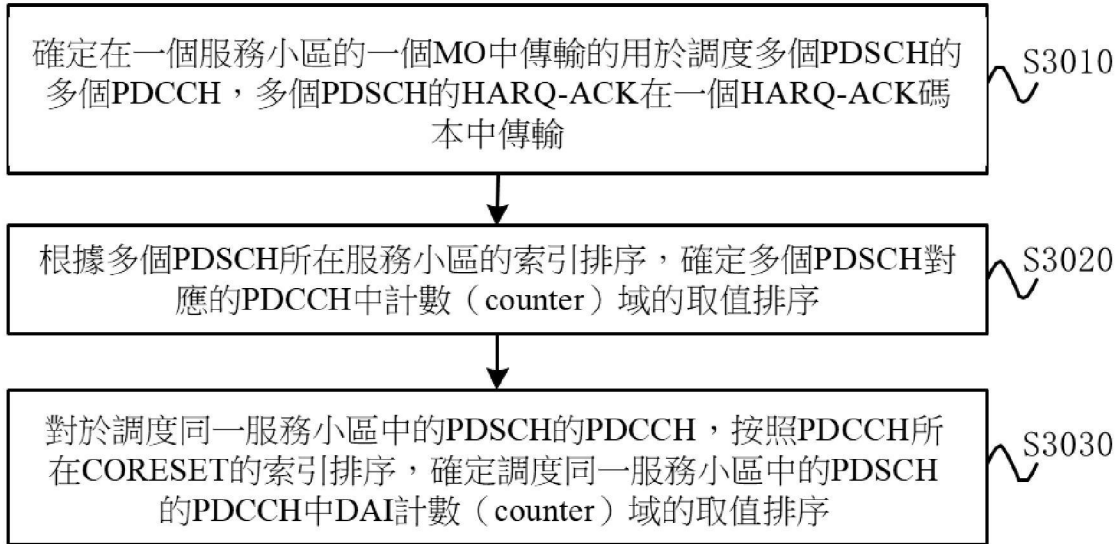 確定在一個服務小區的一個MO中傳輸的用於調度多個PDSCH的
多個PDCCH,多個PDSCH的HARQ-ACK在一個HARQ-ACK碼
本中傳輸
S3010
根據多個PDSCH所在服務小區的索引排序,確定多個PDSCH對
應的PDCCH中計數(counter)域的取值排序
S3020
對於調度同一服務小區中的PDSCH的PDCCH,按照PDCCH所
在CORESET的索引排序,確定調度同一服務小區中的PDSCH
的PDCCH中DAI計數(counter)域的取值排序
S3030